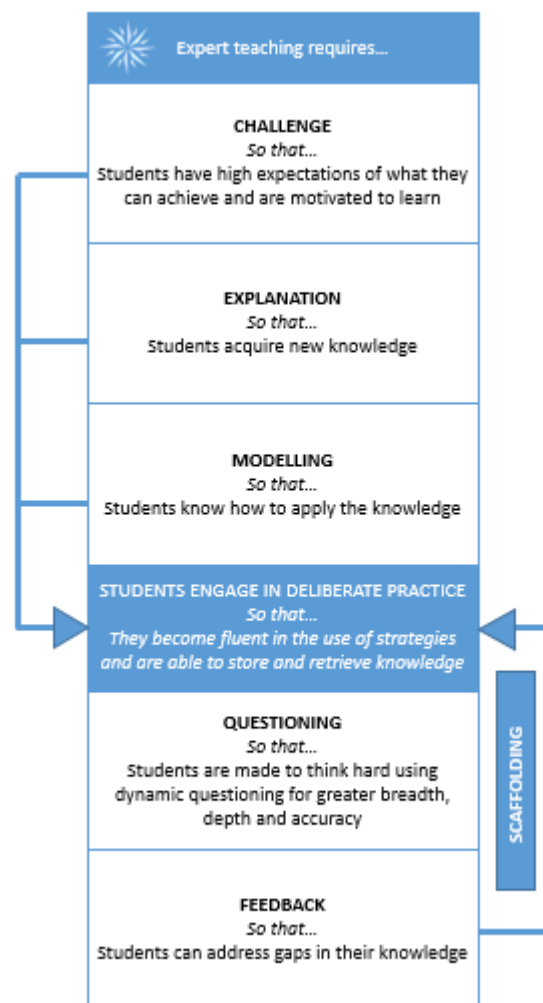 Expert teaching requires...
CHALLENGE
So that...
Students have high expectations of what they
can achieve and are motivated to learn
EXPLANATION
So that...
Students acquire new knowledge
MODELLING
So that...
Students know how to apply the knowledge
STUDENTS ENGAGE IN DELIBERATE PRACTICE
So that...
They become fluent in the use of strategies
and are able to store and retrieve knowledge
QUESTIONING
So that...
Students are made to think hard using
dynamic questioning for greater breadth,
depth and accuracy
SCAFFOLDING
FEEDBACK
So that...
Students can address gaps in their knowledge